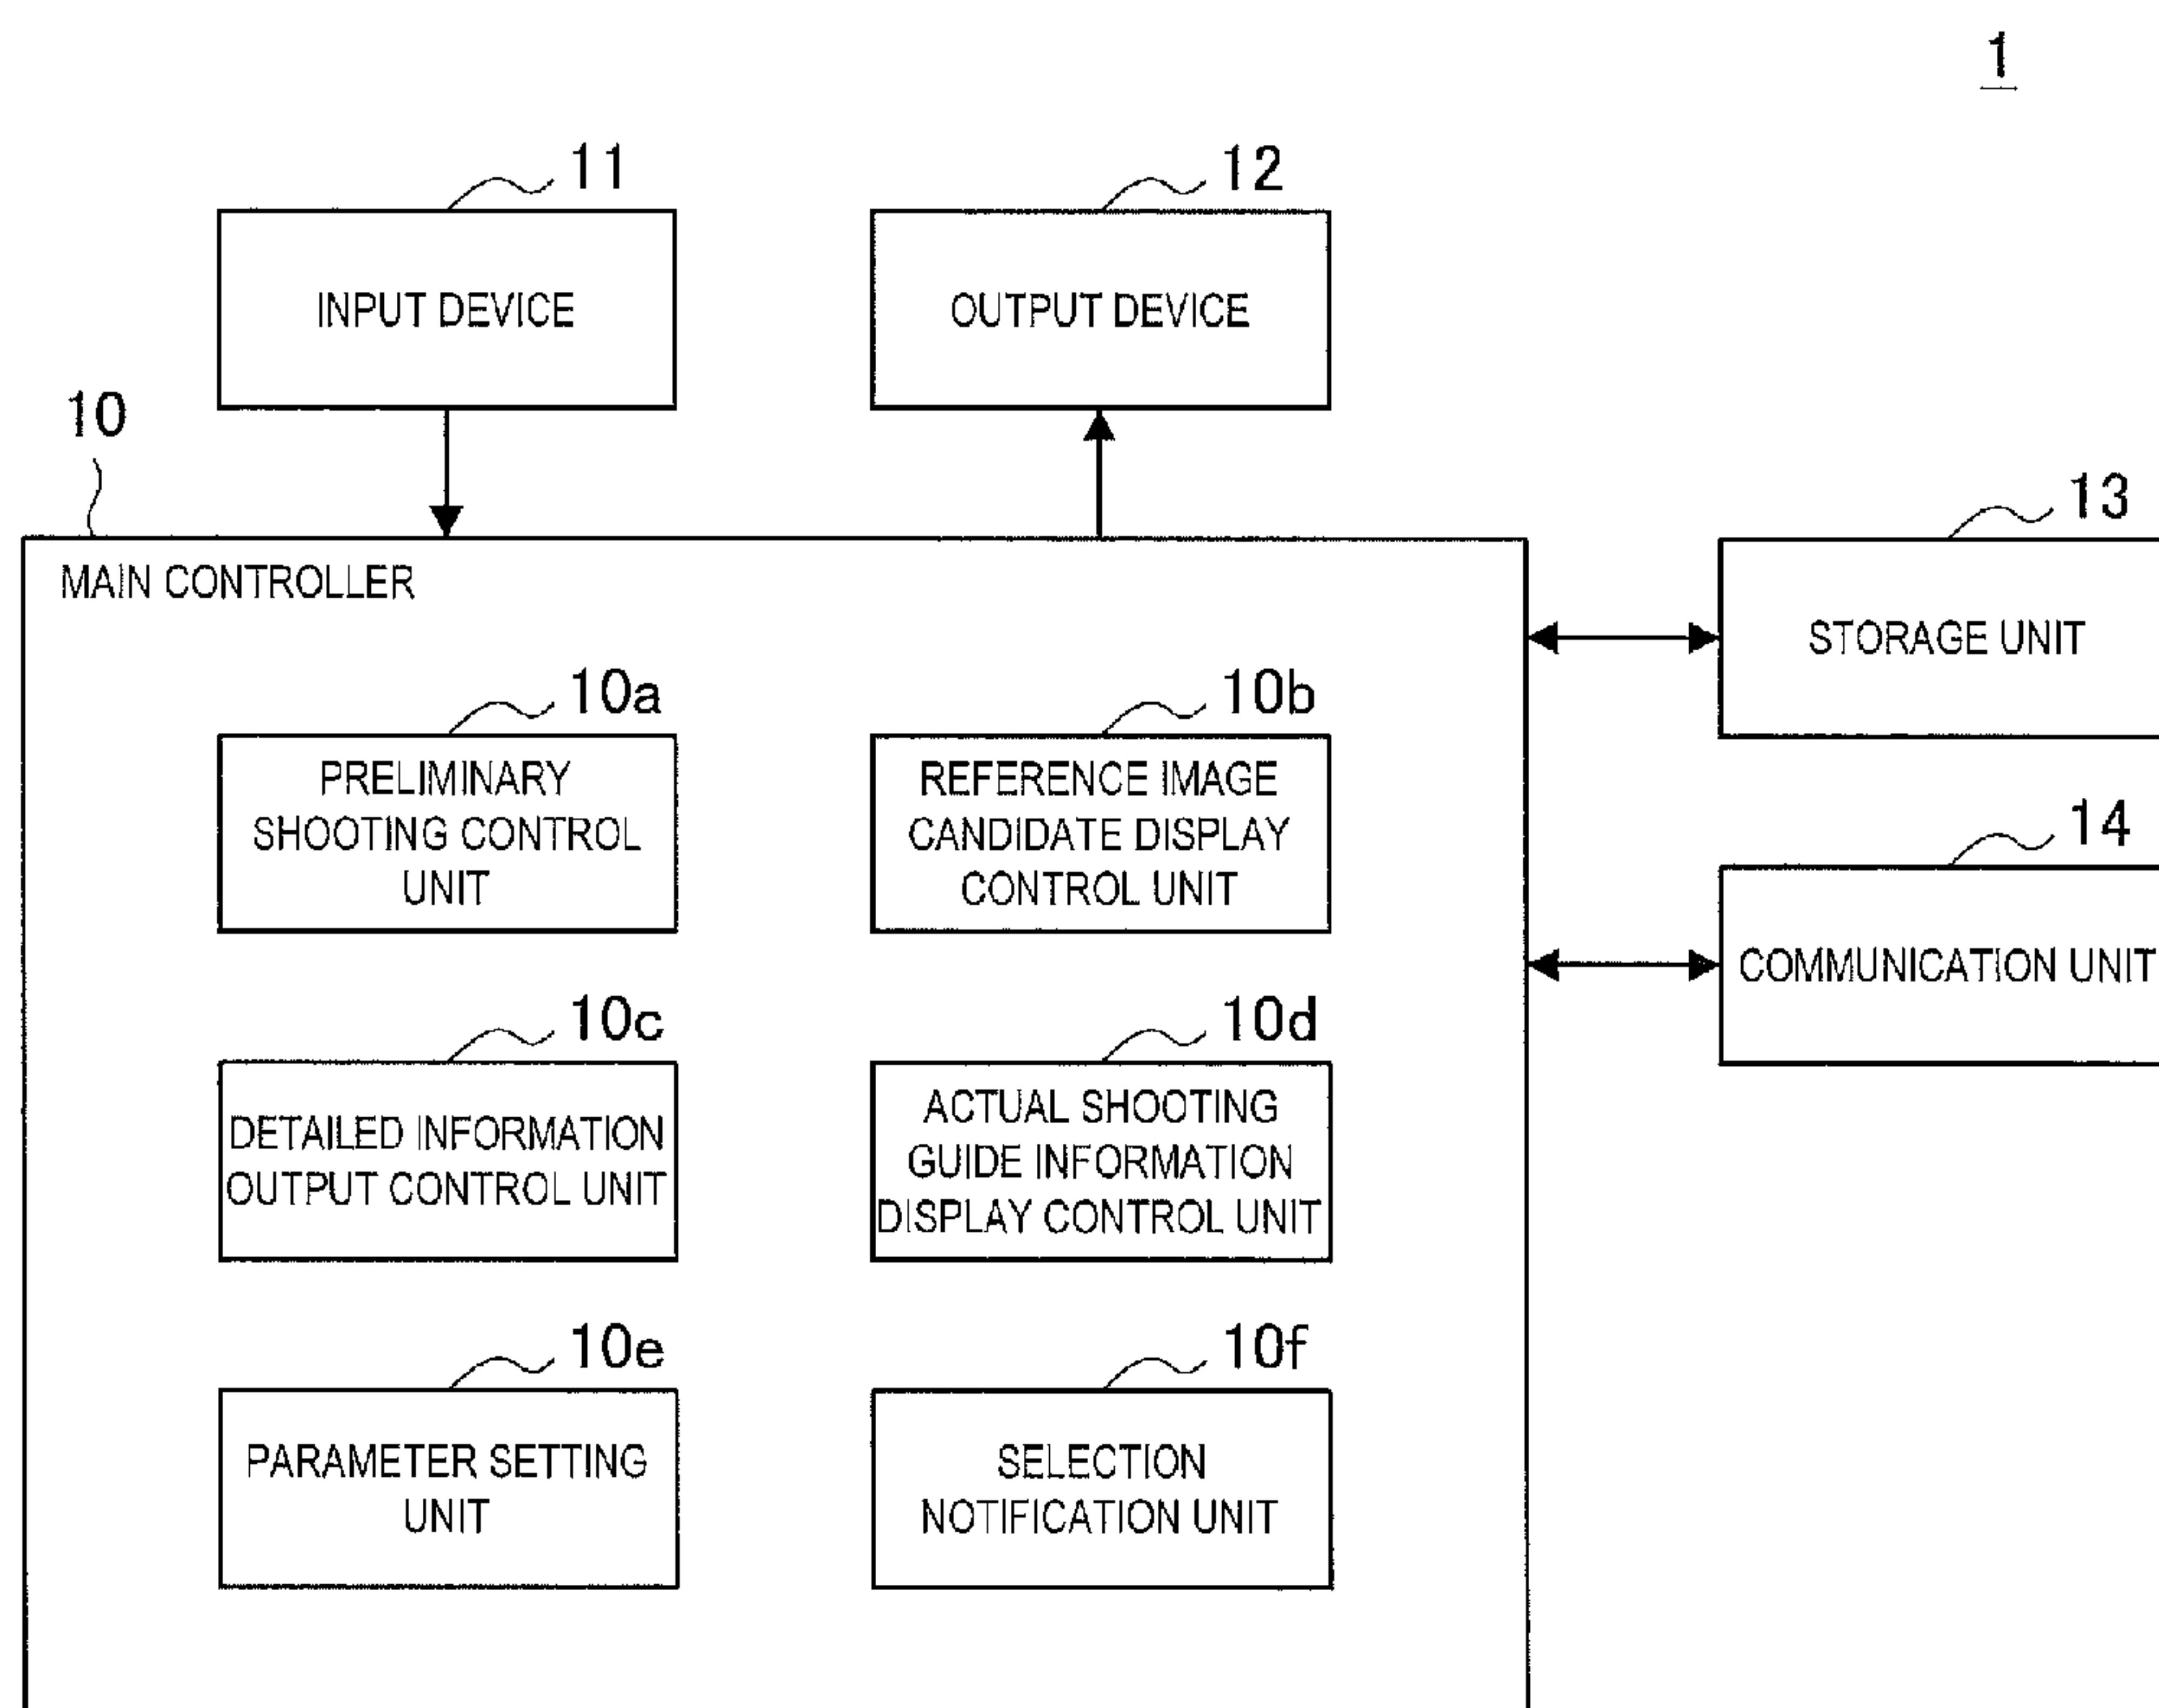 1
11
12
INPUT DEVICE
OUTPUT DEVICE
10
13
MAIN CONTROLLER
STORAGE UNIT
10a
10b
PRELIMINARY
SHOOTING CONTROL
UNIT
REFERENCE IMAGE
CANDIDATE DISPLAY
CONTROL UNIT
14
COMMUNICATION UNIT
10c
10d
DETAILED INFORMATION
OUTPUT CONTROL UNIT
ACTUAL SHOOTING
GUIDE INFORMATION
DISPLAY CONTROL UNIT
10e
10f
PARAMETER SETTING
UNIT
SELECTION
NOTIFICATION UNIT